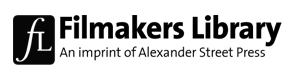 fL Filmakers Library
An imprint of Alexander Street Press